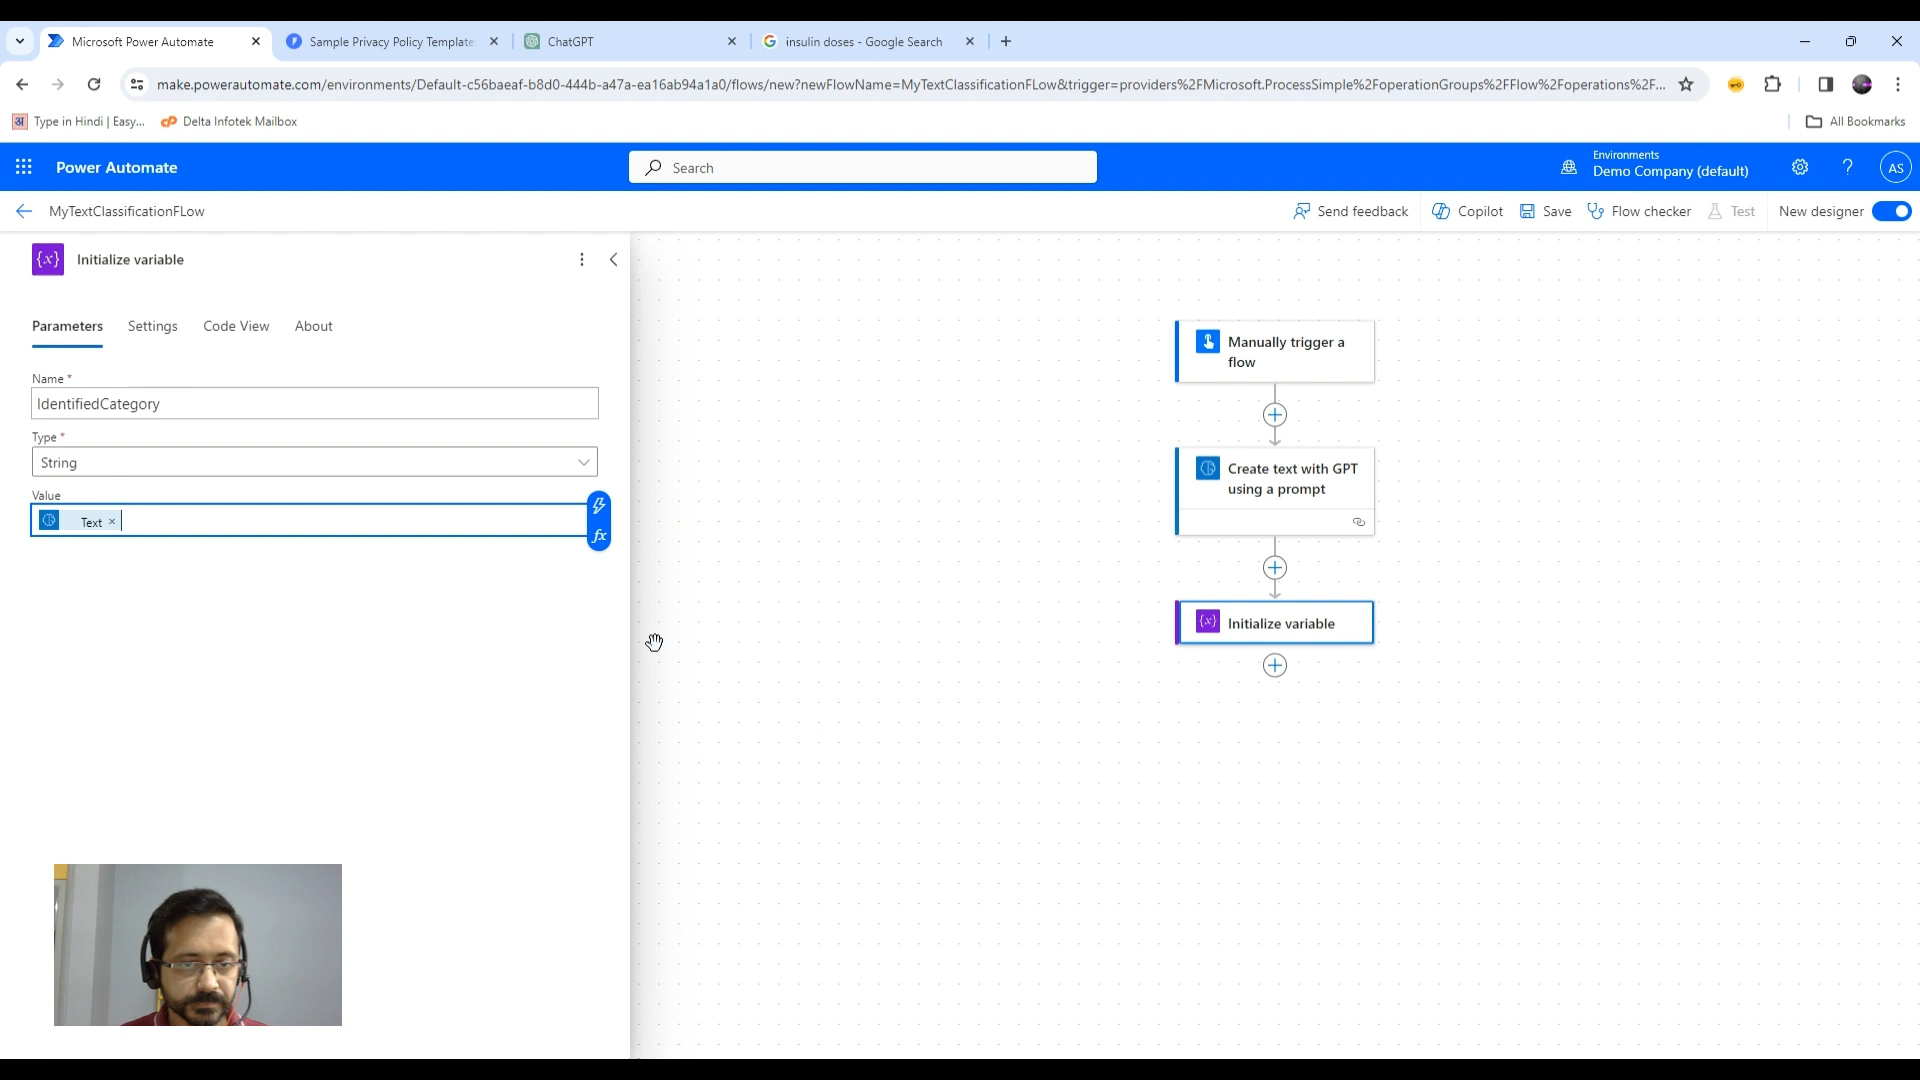 Microsoft Power Automate
Sample Privacy Policy Template
ChatGPT
insulin doses - Google Search
make.powerautomate.com/environments/Default-c56baeaf-b8d0-444b-a47a-ea16ab94a1a0/flows/new?newFlowName=MyTextClassificationFLow&trigger=providers%2FMicrosoft.ProcessSimple%2FoperationGroups%2FFlow%2Foperations%2F...
अ Type in Hindi | Easy...
cP Delta Infotek Mailbox
All Bookmarks
Power Automate
Search
Environments
Demo Company (default)
AS
MyTextClassificationFLow
Send feedback
Copilot
Save
Flow checker
Test
New designer
{x} Initialize variable
Parameters
Settings
Code View
About
Name *
IdentifiedCategory
Type *
String
Value
Text ×
fx
Manually trigger a
flow
Create text with GPT
using a prompt
{x} Initialize variable